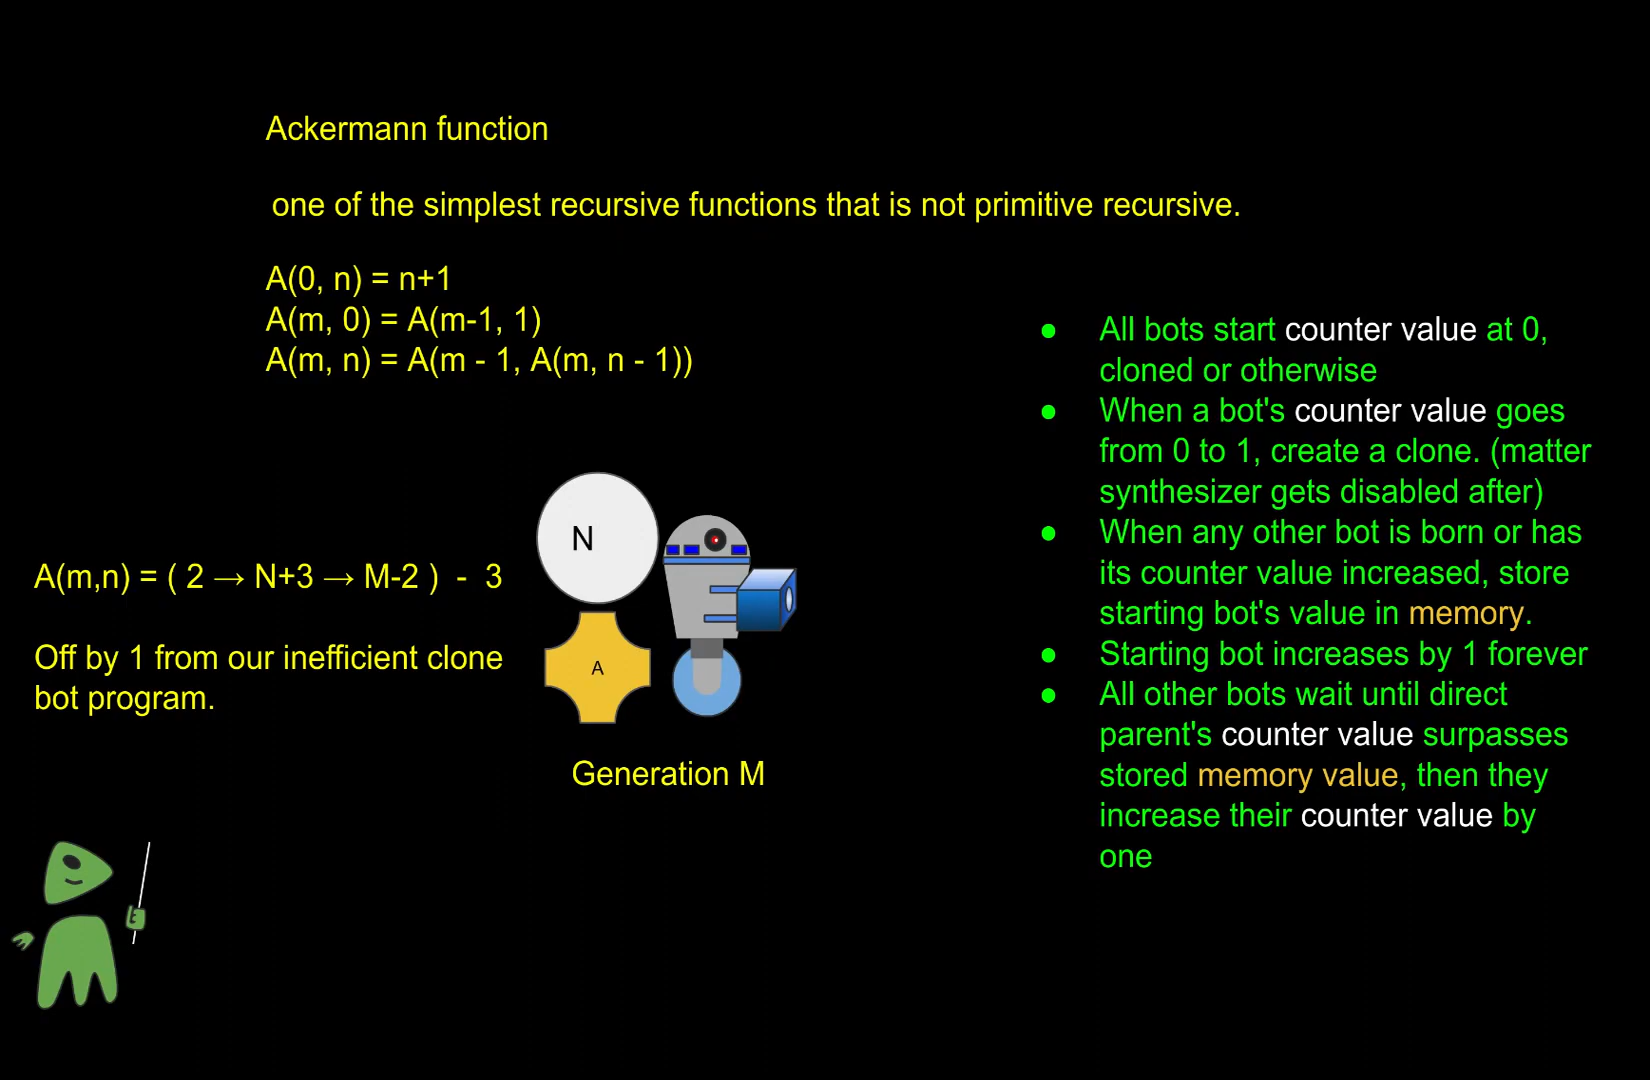 Ackermann function
one of the simplest recursive functions that is not primitive recursive.
A(0, n) = n+1
A(m, 0) = A(m-1, 1)
A(m, n) = A(m - 1, A(m, n - 1))
A(m,n) = ( 2 → N+3 → M-2 ) - 3
Off by 1 from our inefficient clone
bot program.
N
A
Generation M
● All bots start counter value at 0,
cloned or otherwise
● When a bot's counter value goes
from 0 to 1, create a clone. (matter
synthesizer gets disabled after)
● When any other bot is born or has
its counter value increased, store
starting bot's value in memory.
● Starting bot increases by 1 forever
● All other bots wait until direct
parent's counter value surpasses
stored memory value, then they
increase their counter value by
one